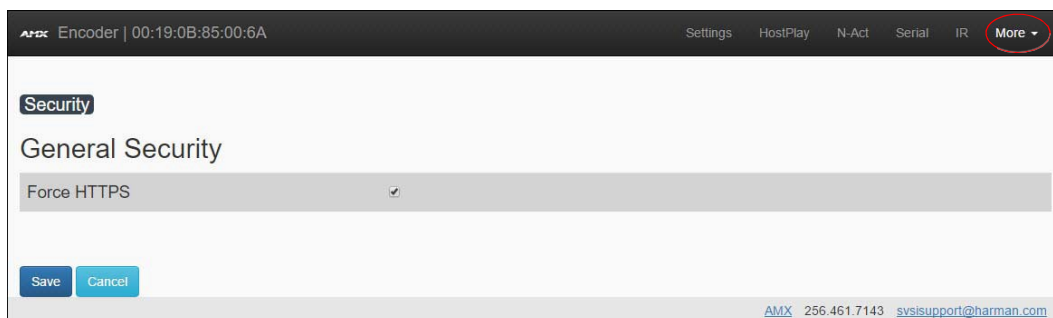 AMX Encoder | 00:19:0B:85:00:6A Settings HostPlay N-Act Serial IR More
Security
General Security
Force HTTPS
Save Cancel
AMX 256.461.7143 svsisupport@harman.com